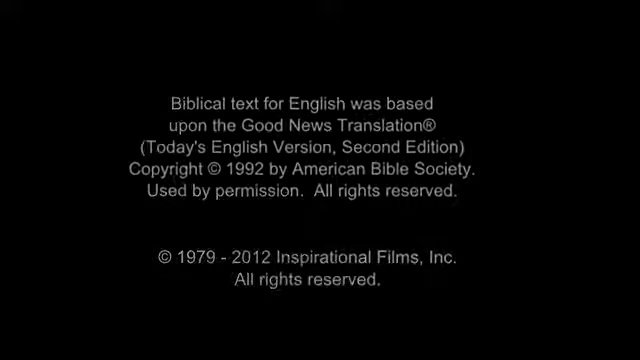 Biblical text for English was based
upon the Good News Translation®
(Today's English Version, Second Edition)
Copyright © 1992 by American Bible Society.
Used by permission.  All rights reserved.
© 1979 - 2012 Inspirational Films, Inc.
All rights reserved.